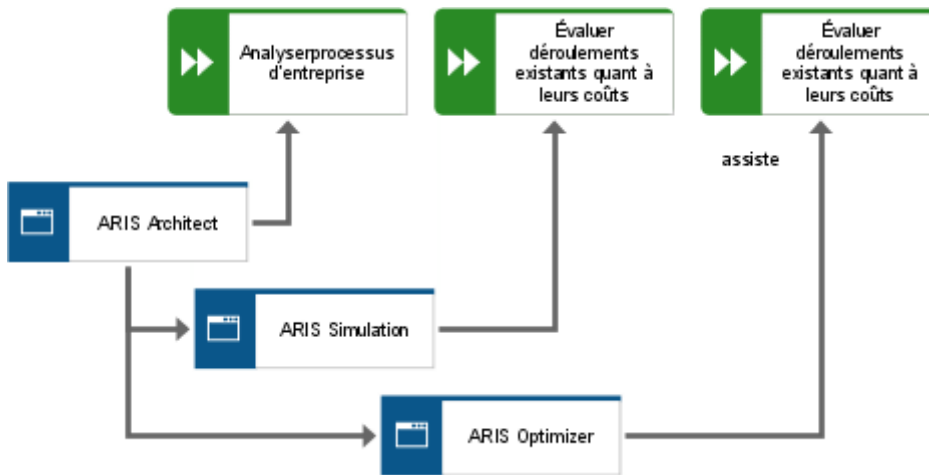 Analyserprocessus
d'entreprise
Évaluer
déroulements
existants quant à
leurs coûts
Évaluer
déroulements
existants quant à
leurs coûts
assiste
ARIS Architect
ARIS Simulation
ARIS Optimizer